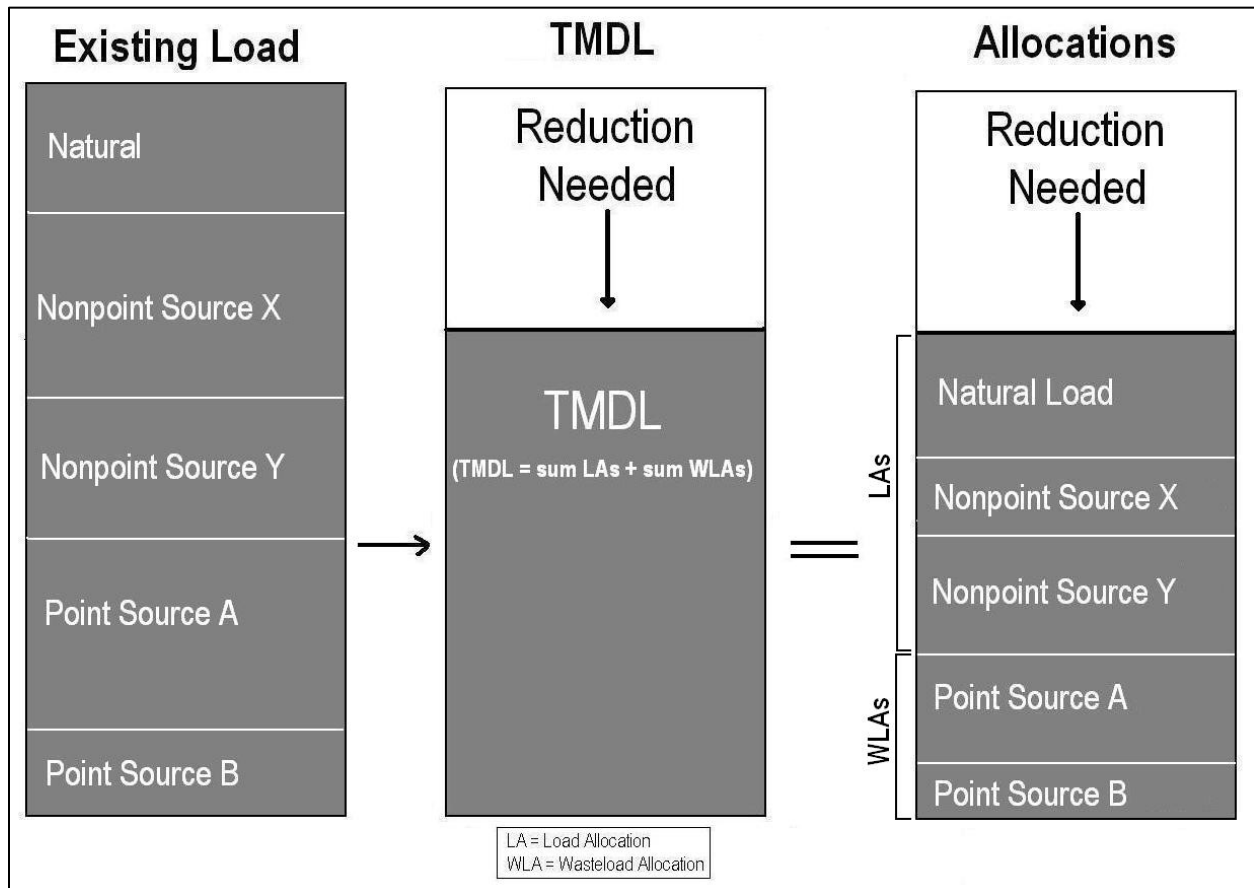 Existing Load
Natural
Nonpoint Source X
Nonpoint Source Y
Point Source A
Point Source B
TMDL
Reduction
Needed
TMDL
(TMDL = sum LAs + sum WLAs)
LA = Load Allocation
WLA = Wasteload Allocation
Allocations
Reduction
Needed
LAs
Natural Load
Nonpoint Source X
Nonpoint Source Y
WLAs
Point Source A
Point Source B